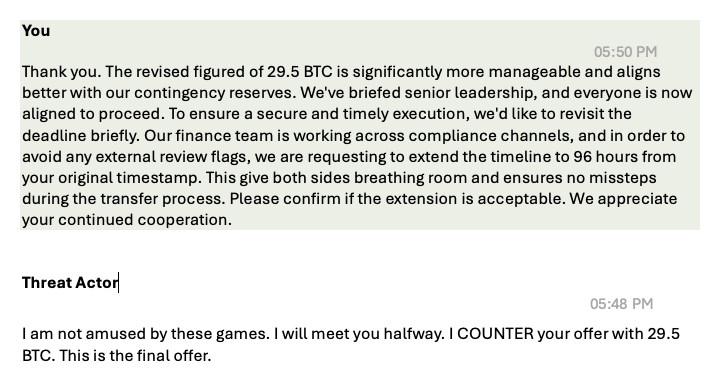 You
05:50 PM
Thank you. The revised figured of 29.5 BTC is significantly more manageable and aligns
better with our contingency reserves. We've briefed senior leadership, and everyone is now
aligned to proceed. To ensure a secure and timely execution, we'd like to revisit the
deadline briefly. Our finance team is working across compliance channels, and in order to
avoid any external review flags, we are requesting to extend the timeline to 96 hours from
your original timestamp. This give both sides breathing room and ensures no missteps
during the transfer process. Please confirm if the extension is acceptable. We appreciate
your continued cooperation.
Threat Actor
05:48 PM
I am not amused by these games. I will meet you halfway. I COUNTER your offer with 29.5
BTC. This is the final offer.